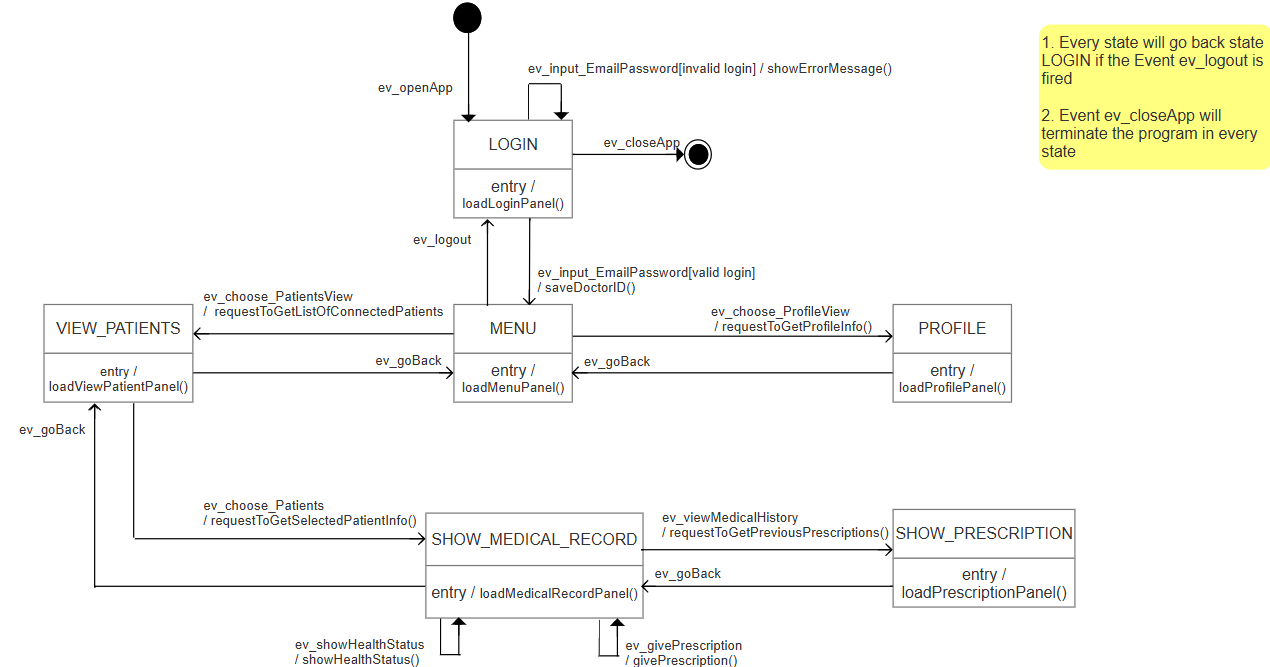 1. Every state will go back state
LOGIN if the Event ev_logout is
fired
2. Event ev_closeApp will
terminate the program in every
state
ev_input_EmailPassword[invalid login] / showErrorMessage()
ev_openApp
LOGIN
entry /
loadLoginPanel()
ev_closeApp
ev_logout
ev_input_EmailPassword[valid login]
/ saveDoctorID()
ev_choose_PatientsView
/ requestToGetListOfConnectedPatients
ev_choose_ProfileView
/ requestToGetProfileInfo()
VIEW_PATIENTS
entry /
loadViewPatientPanel()
ev_goBack
MENU
entry /
loadMenuPanel()
ev_goBack
PROFILE
entry /
loadProfilePanel()
ev_goBack
ev_choose_Patients
/ requestToGetSelectedPatientInfo()
SHOW_MEDICAL_RECORD
entry / loadMedicalRecordPanel()
ev_viewMedicalHistory
/ requestToGetPreviousPrescriptions()
ev_goBack
SHOW_PRESCRIPTION
entry /
loadPrescriptionPanel()
ev_showHealthStatus
/ showHealthStatus()
ev_givePrescription
/ givePrescription()